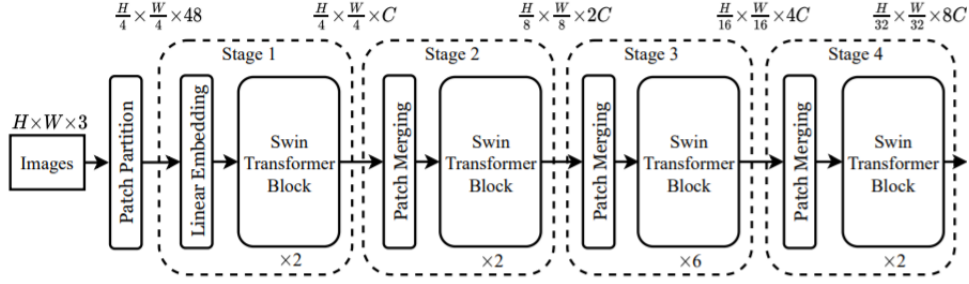 H/4 × W/4 × 48
H/4 × W/4 × C
H/8 × W/8 × 2C
H/16 × W/16 × 4C
H/32 × W/32 × 8C
Stage 1
Stage 2
Stage 3
Stage 4
H×W×3
Images
Patch Partition
Linear Embedding
Swin
Transformer
Block
×2
Patch Merging
Swin
Transformer
Block
×2
Patch Merging
Swin
Transformer
Block
×6
Patch Merging
Swin
Transformer
Block
×2